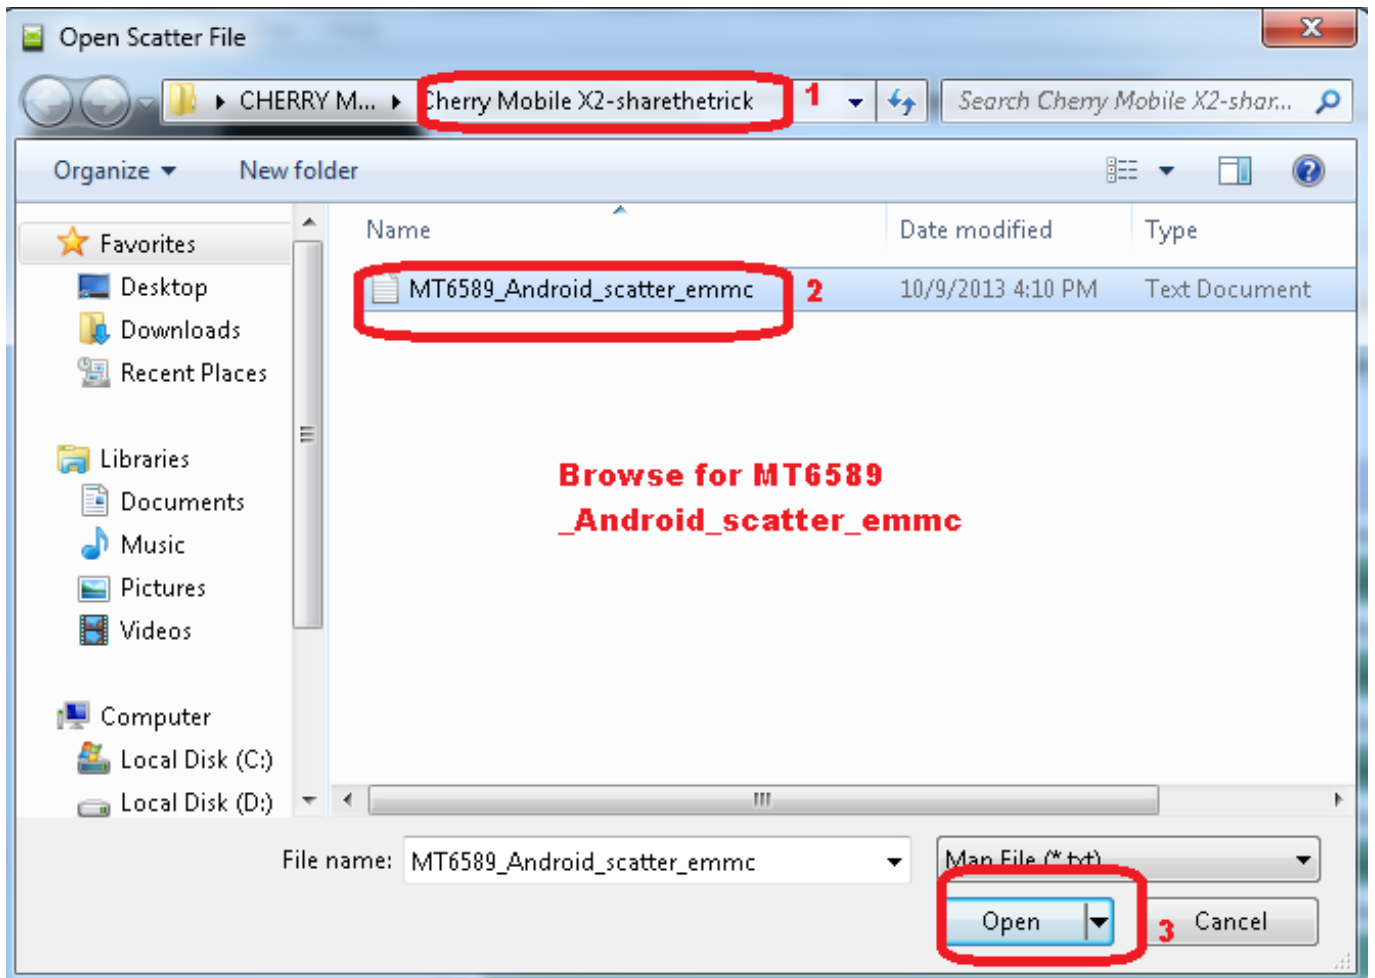 Open Scatter File
CHERRY M... Cherry Mobile X2-sharethetrick 1 Search Cherry Mobile X2-shar...
Organize New folder
Name Date modified Type
Favorites
Desktop
Downloads
Recent Places
Libraries
Documents
Music
Pictures
Videos
Computer
Local Disk (C:)
Local Disk (D:)
MT6589_Android_scatter_emmc 2 10/9/2013 4:10 PM Text Document
Browse for MT6589
_Android_scatter_emmc
File name: MT6589_Android_scatter_emmc Map File (*.txt)
Open 3 Cancel